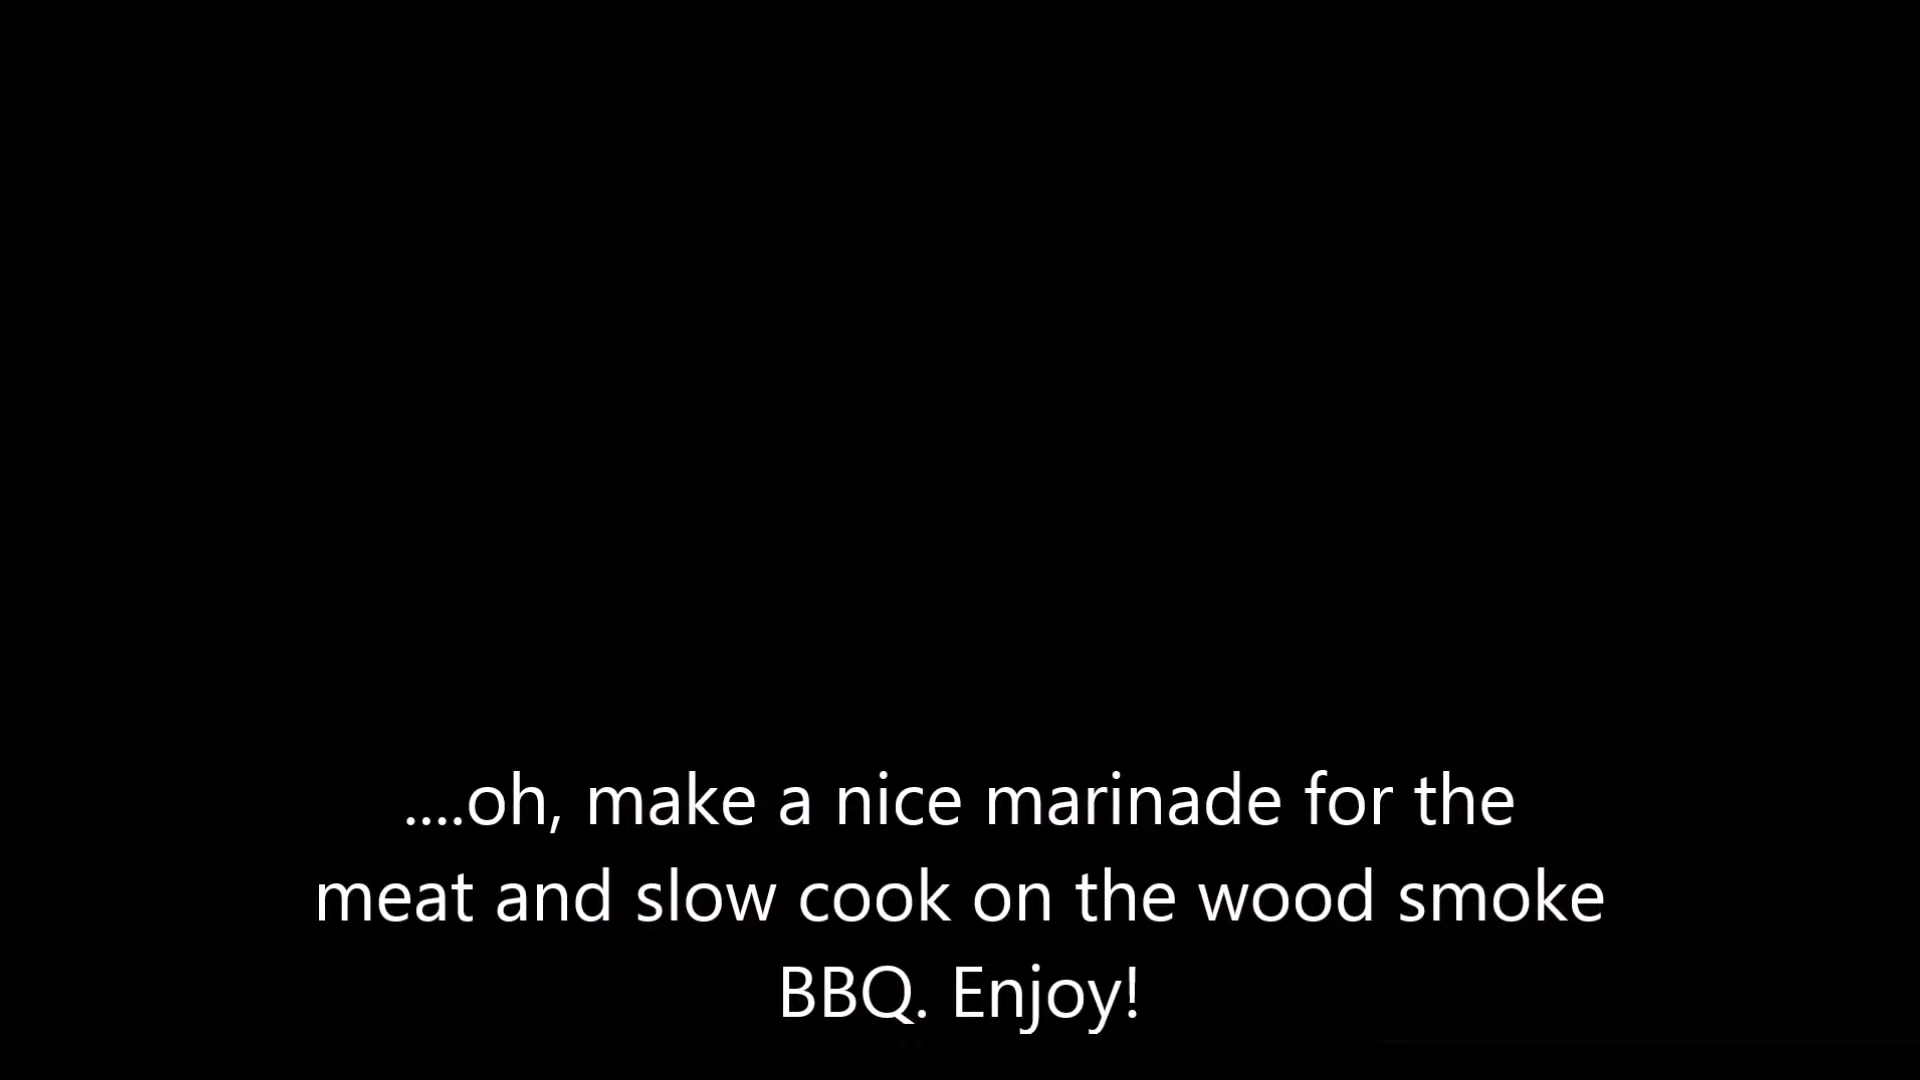 ....oh, make a nice marinade for the
meat and slow cook on the wood smoke
BBQ. Enjoy!